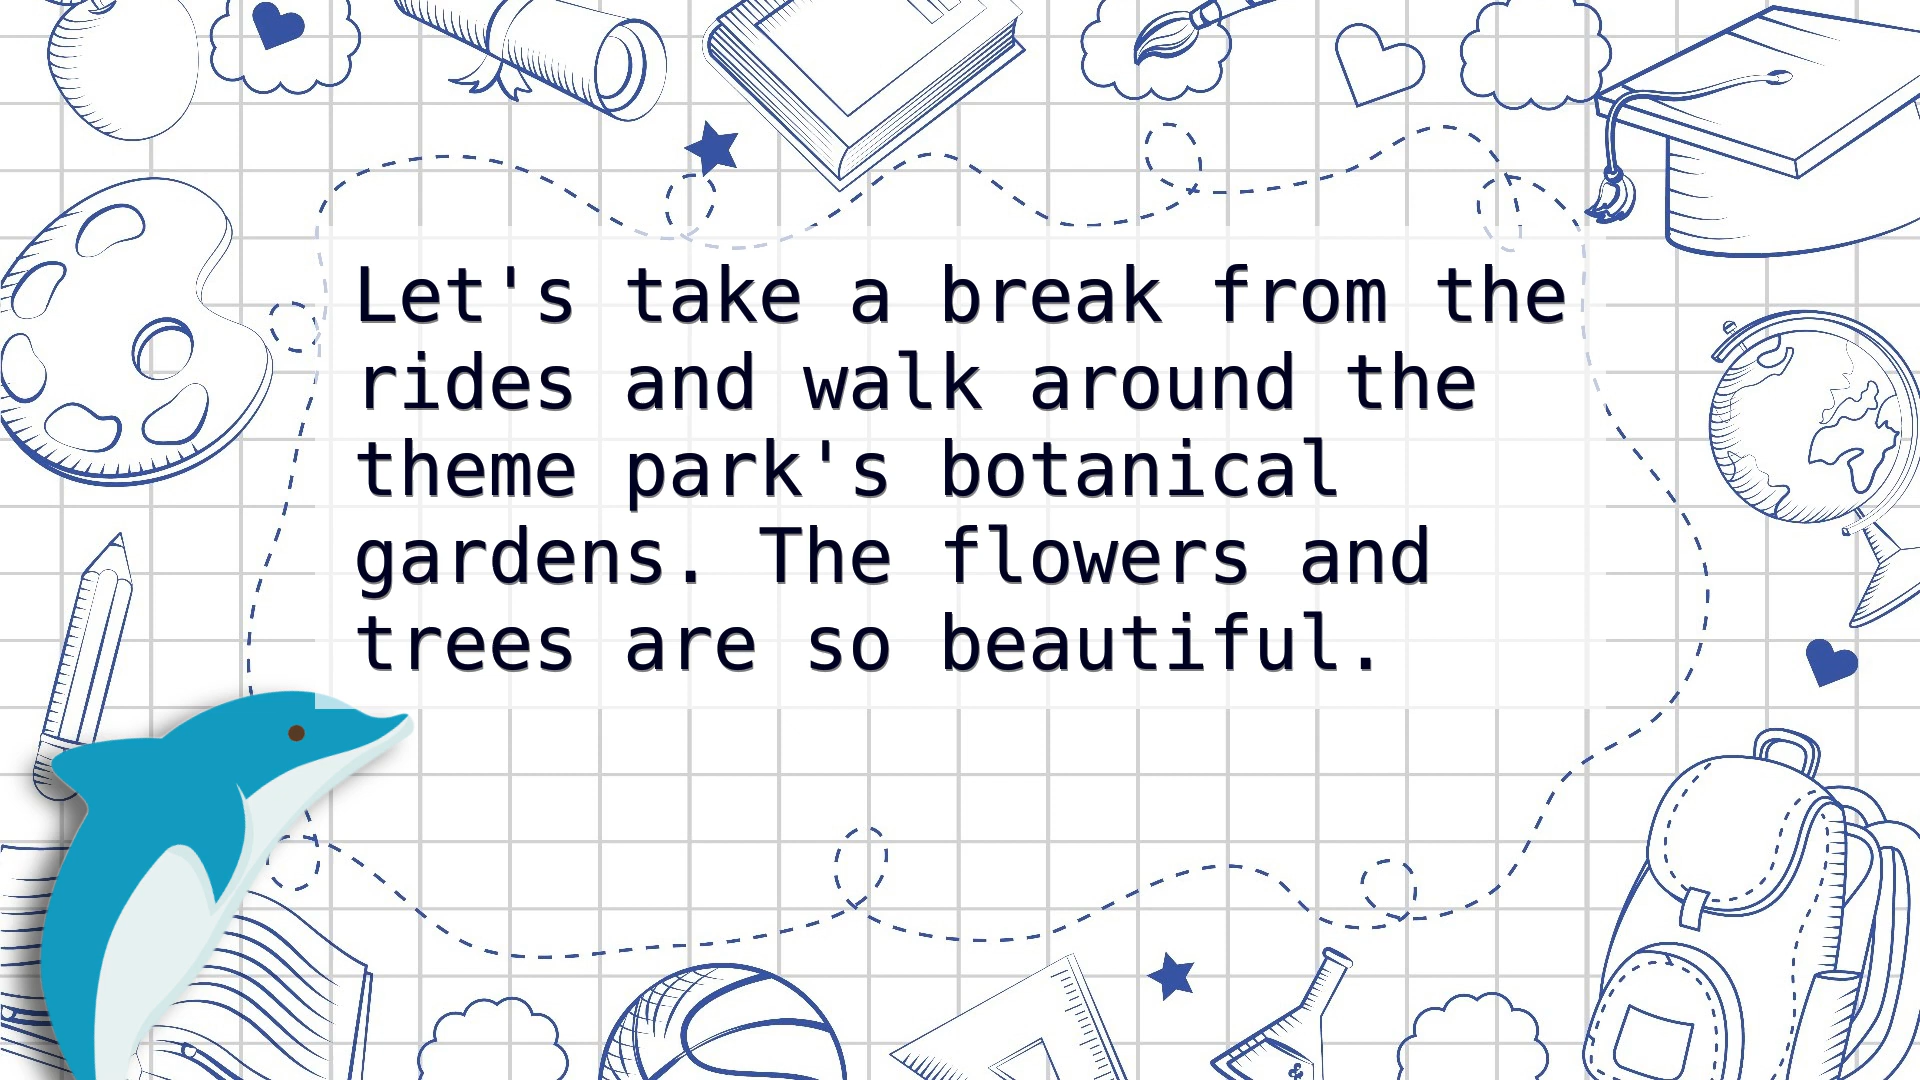 Let's take a break from the
rides and walk around the
theme park's botanical
gardens. The flowers and
trees are so beautiful.